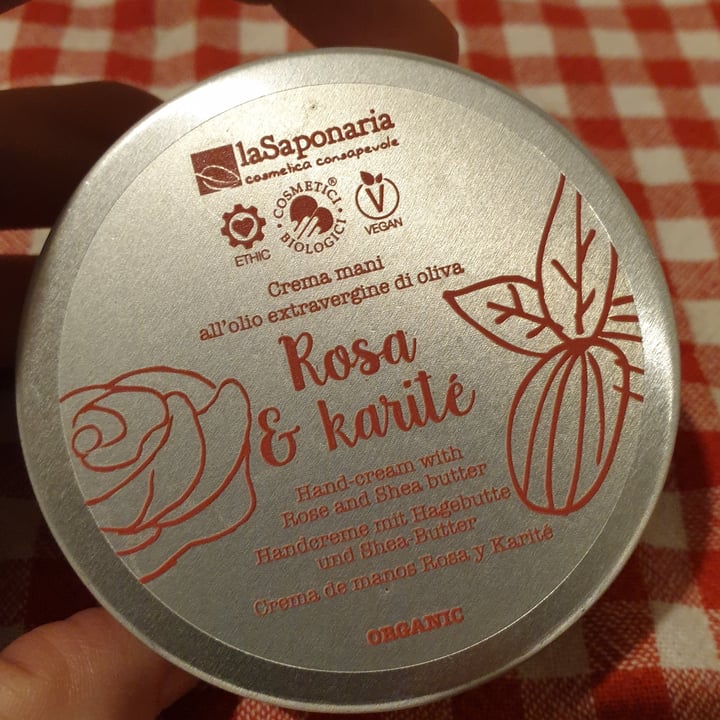 laSaponaria
cosmetica consapevole
ETHIC
COSMETICI BIOLOGICI ®
V
VEGAN
Crema mani
all'olio extravergine di oliva
Rosa
& karité
Hand-cream with
Rose and Shea butter
Handcreme mit Hagebutte
und Shea-Butter
Crema de manos Rosa y Karité
ORGANIC